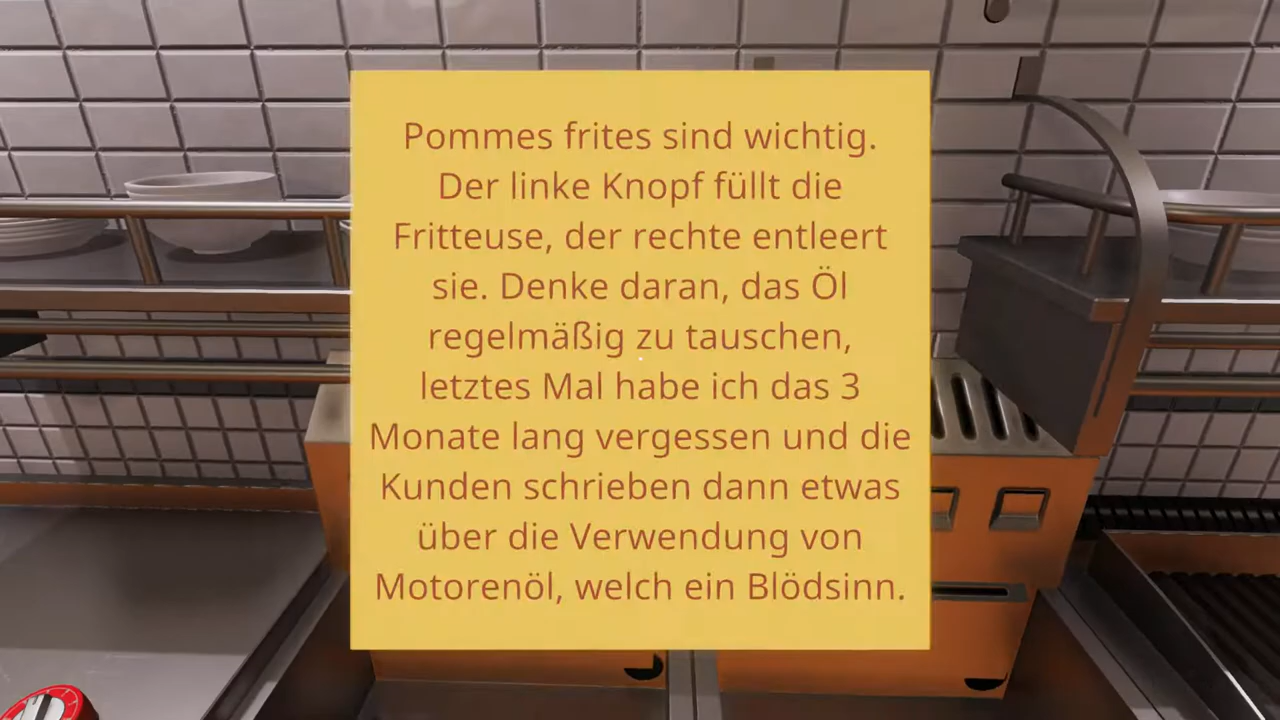 Pommes frites sind wichtig.
Der linke Knopf füllt die
Fritteuse, der rechte entleert
sie. Denke daran, das Öl
regelmäßig zu tauschen,
letztes Mal habe ich das 3
Monate lang vergessen und die
Kunden schrieben dann etwas
über die Verwendung von
Motorenöl, welch ein Blödsinn.